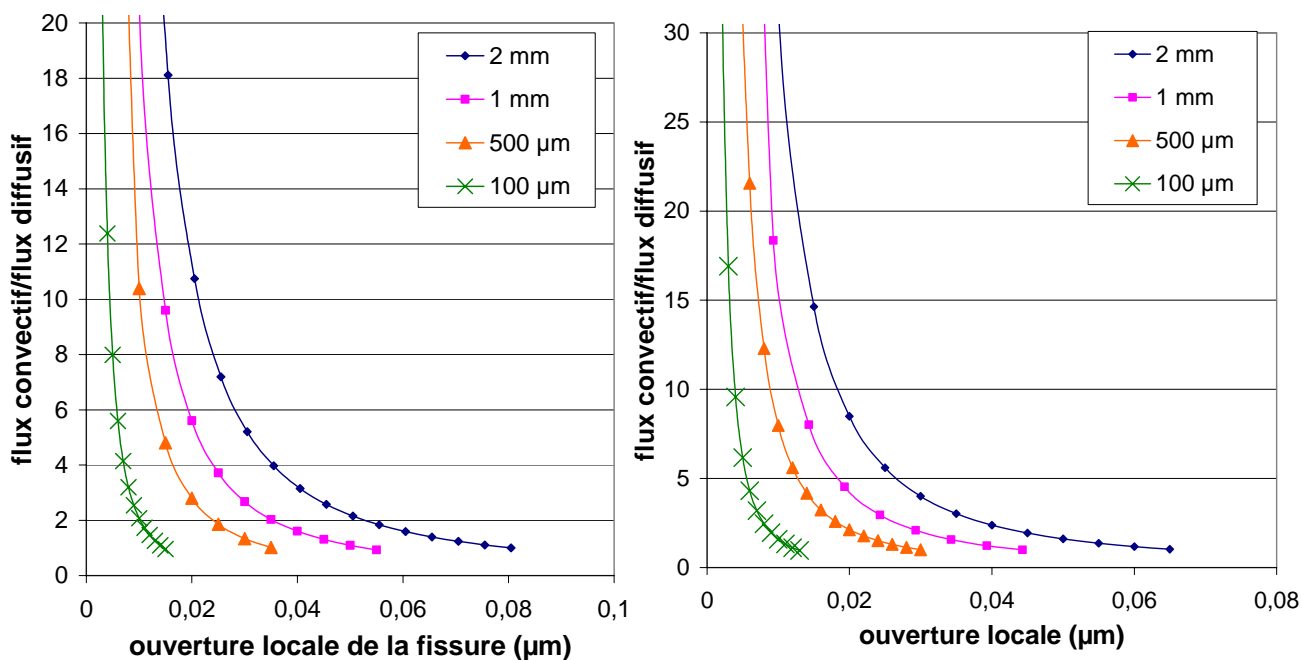 flux convectif/flux diffusif
20
18
16
14
12
10
8
6
4
2
0
0
0,02
0,04
0,06
0,08
0,1
ouverture locale de la fissure (µm)
2 mm
1 mm
500 µm
100 µm
flux convectif/flux diffusif
30
25
20
15
10
5
0
0
0,02
0,04
0,06
0,08
ouverture locale (µm)
2 mm
1 mm
500 µm
100 µm